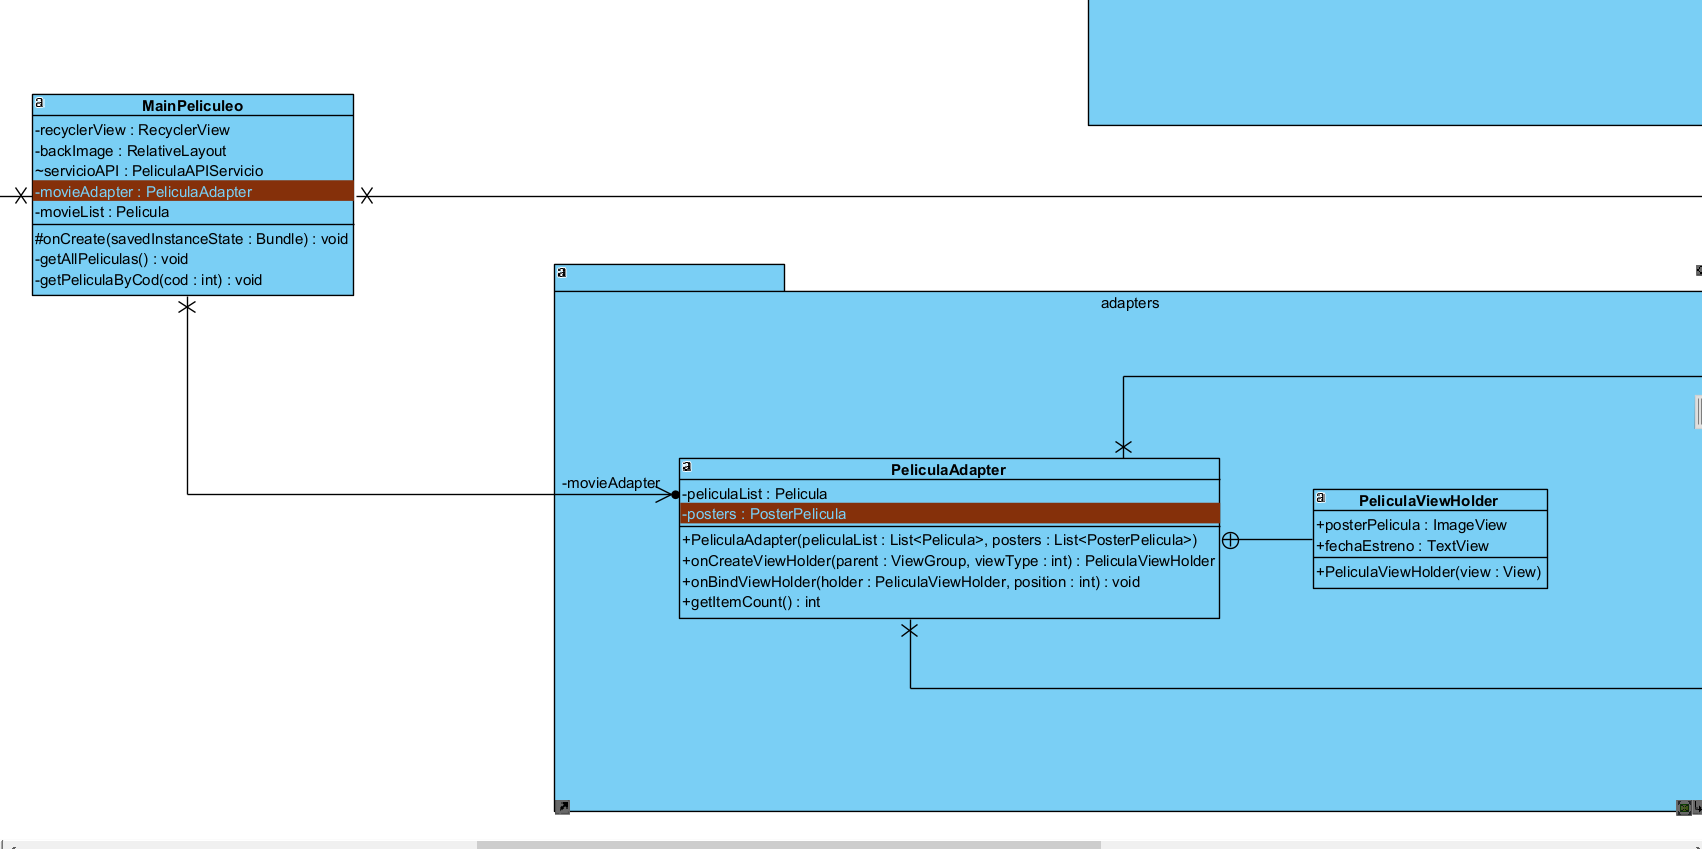 a
MainPeliculeo
-recyclerView : RecyclerView
-backImage : RelativeLayout
~servicioAPI : PeliculaAPIServicio
-movieAdapter : PeliculaAdapter
-movieList : Pelicula
#onCreate(savedInstanceState : Bundle) : void
-getAllPeliculas() : void
-getPeliculaByCod(cod : int) : void
a
adapters
-movieAdapter
a
PeliculaAdapter
-peliculaList : Pelicula
-posters : PosterPelicula
+PeliculaAdapter(peliculaList : List<Pelicula>, posters : List<PosterPelicula>)
+onCreateViewHolder(parent : ViewGroup, viewType : int) : PeliculaViewHolder
+onBindViewHolder(holder : PeliculaViewHolder, position : int) : void
+getItemCount() : int
a
PeliculaViewHolder
+posterPelicula : ImageView
+fechaEstreno : TextView
+PeliculaViewHolder(view : View)